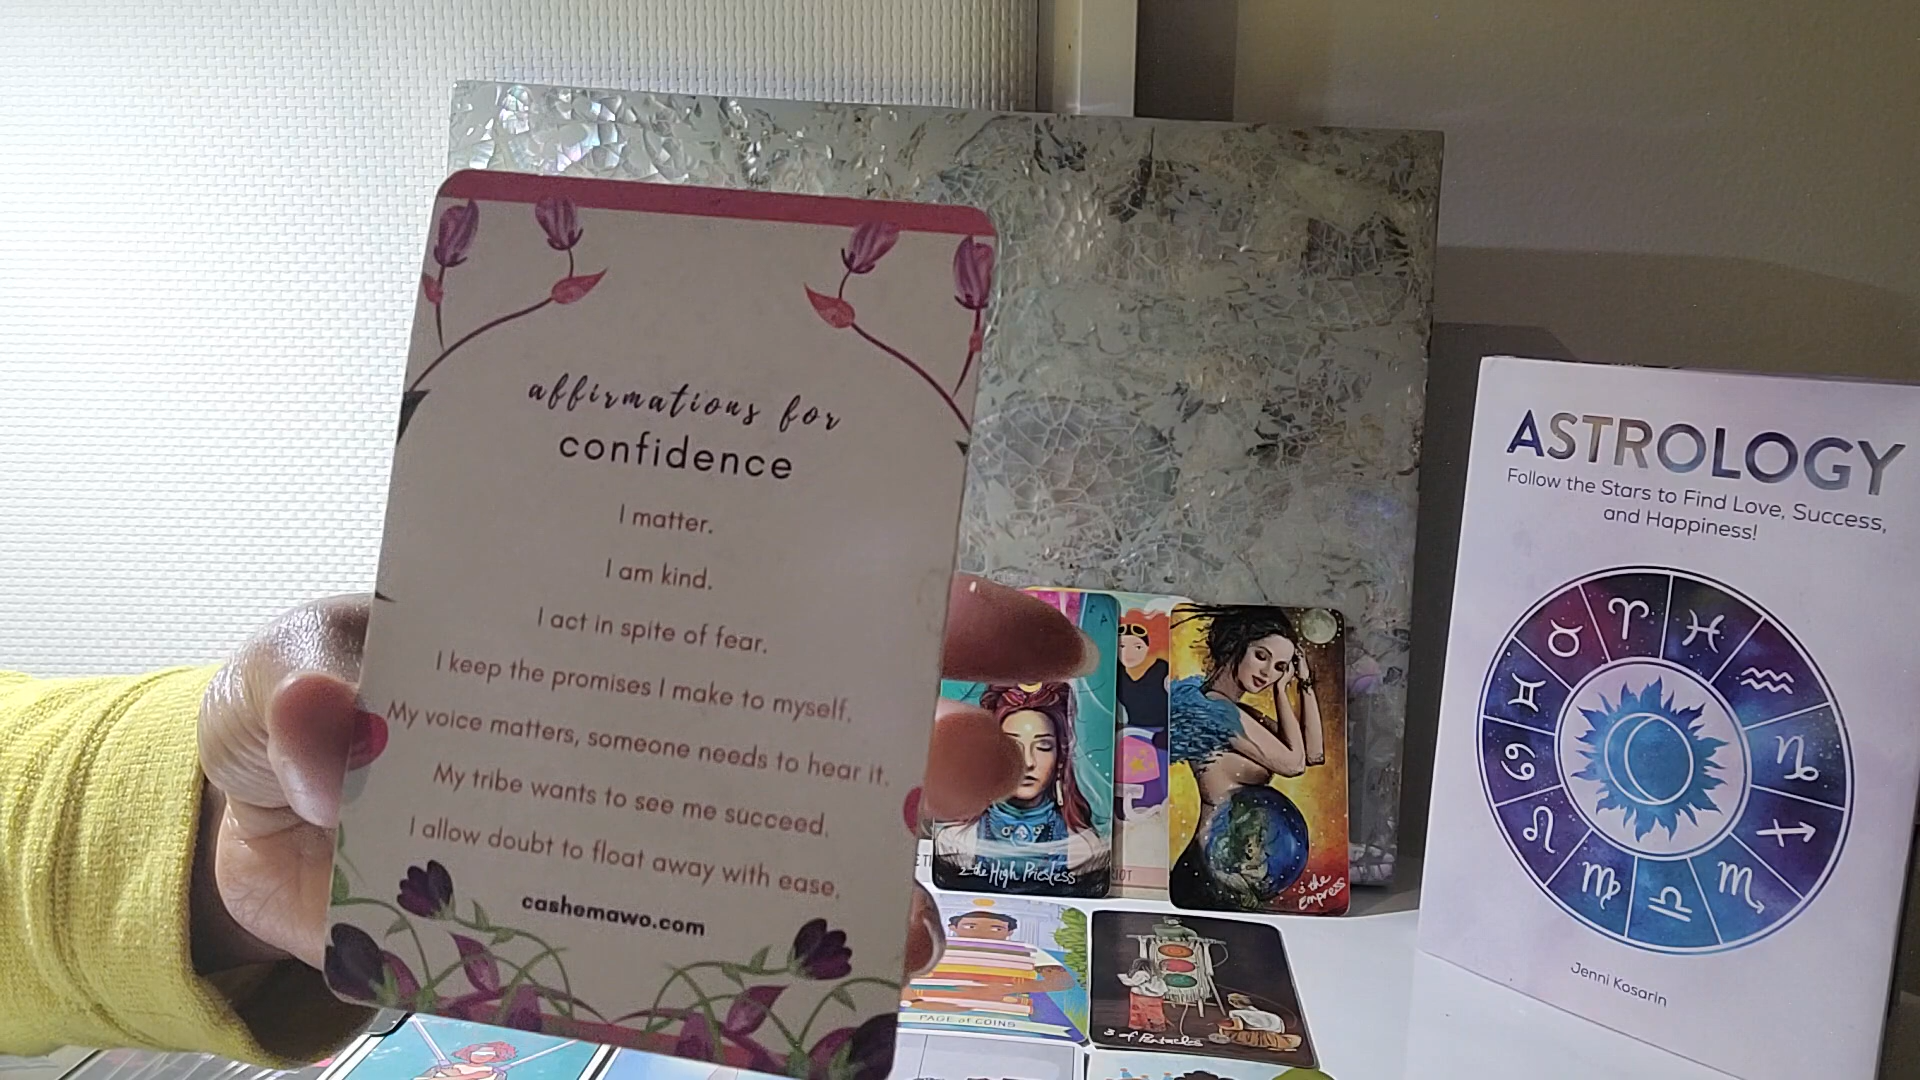 affirmations for
confidence
I matter.
I am kind.
I act in spite of fear.
I keep the promises I make to myself.
My voice matters, someone needs to hear it.
My tribe wants to see me succeed.
I allow doubt to float away with ease.
cashemawo.com
2 the High Priestess
3 the
Empress
PAGE of COINS
3 of Pentacles
ASTROLOGY
Follow the Stars to Find Love, Success,
and Happiness!
Jenni Kosarin